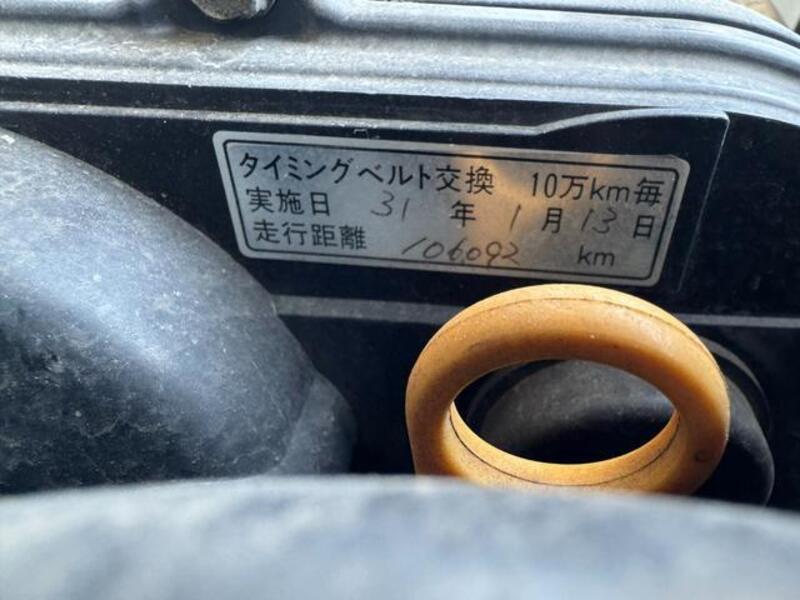 タイミングベルト交換 10万km毎
実施日 31 年 1 月 13 日
走行距離 106092 km